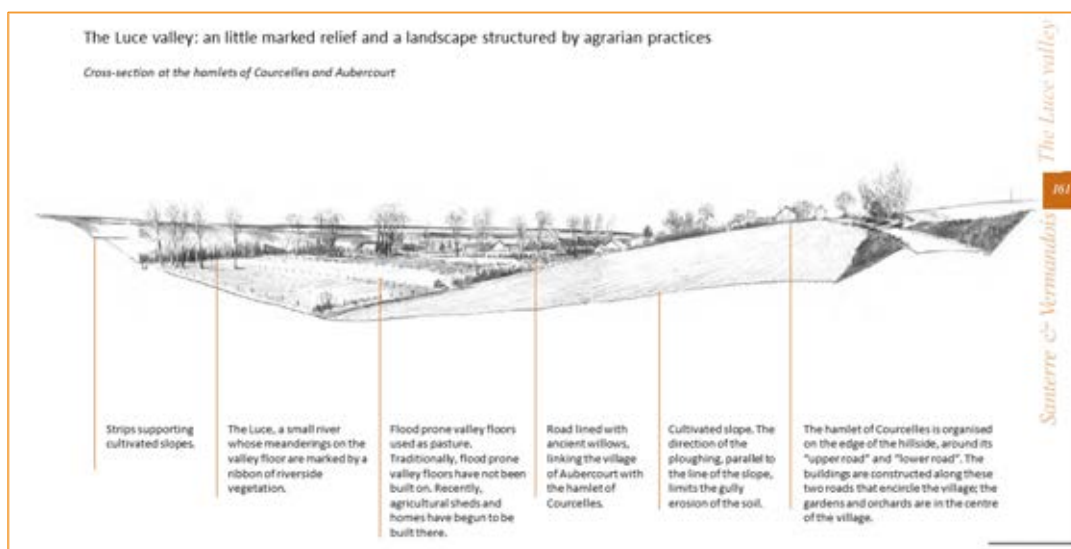 The Luce valley: an little marked relief and a landscape structured by agrarian practices
Cross-section at the hamlets of Courcelles and Aubercourt
Strips supporting
cultivated slopes.
The Luce, a small river
whose meanderings on the
valley floor are marked by a
ribbon of riverside
vegetation.
Flood prone valley floors
used as pasture.
Traditionally, flood prone
valley floors have not been
built on. Recently,
agricultural sheds and
homes have begun to be
built there.
Road lined with
ancient willows,
linking the village
of Aubercourt with
the hamlet of
Courcelles.
Cultivated slope. The
direction of the
ploughing, parallel to
the line of the slope,
limits the gully
erosion of the soil.
The hamlet of Courcelles is organised
on the edge of the hillside, around its
"upper road" and "lower road". The
buildings are constructed along these
two roads that encircle the village; the
gardens and orchards are in the centre
of the village.
Santerre & Vermandois The Luce valley
161